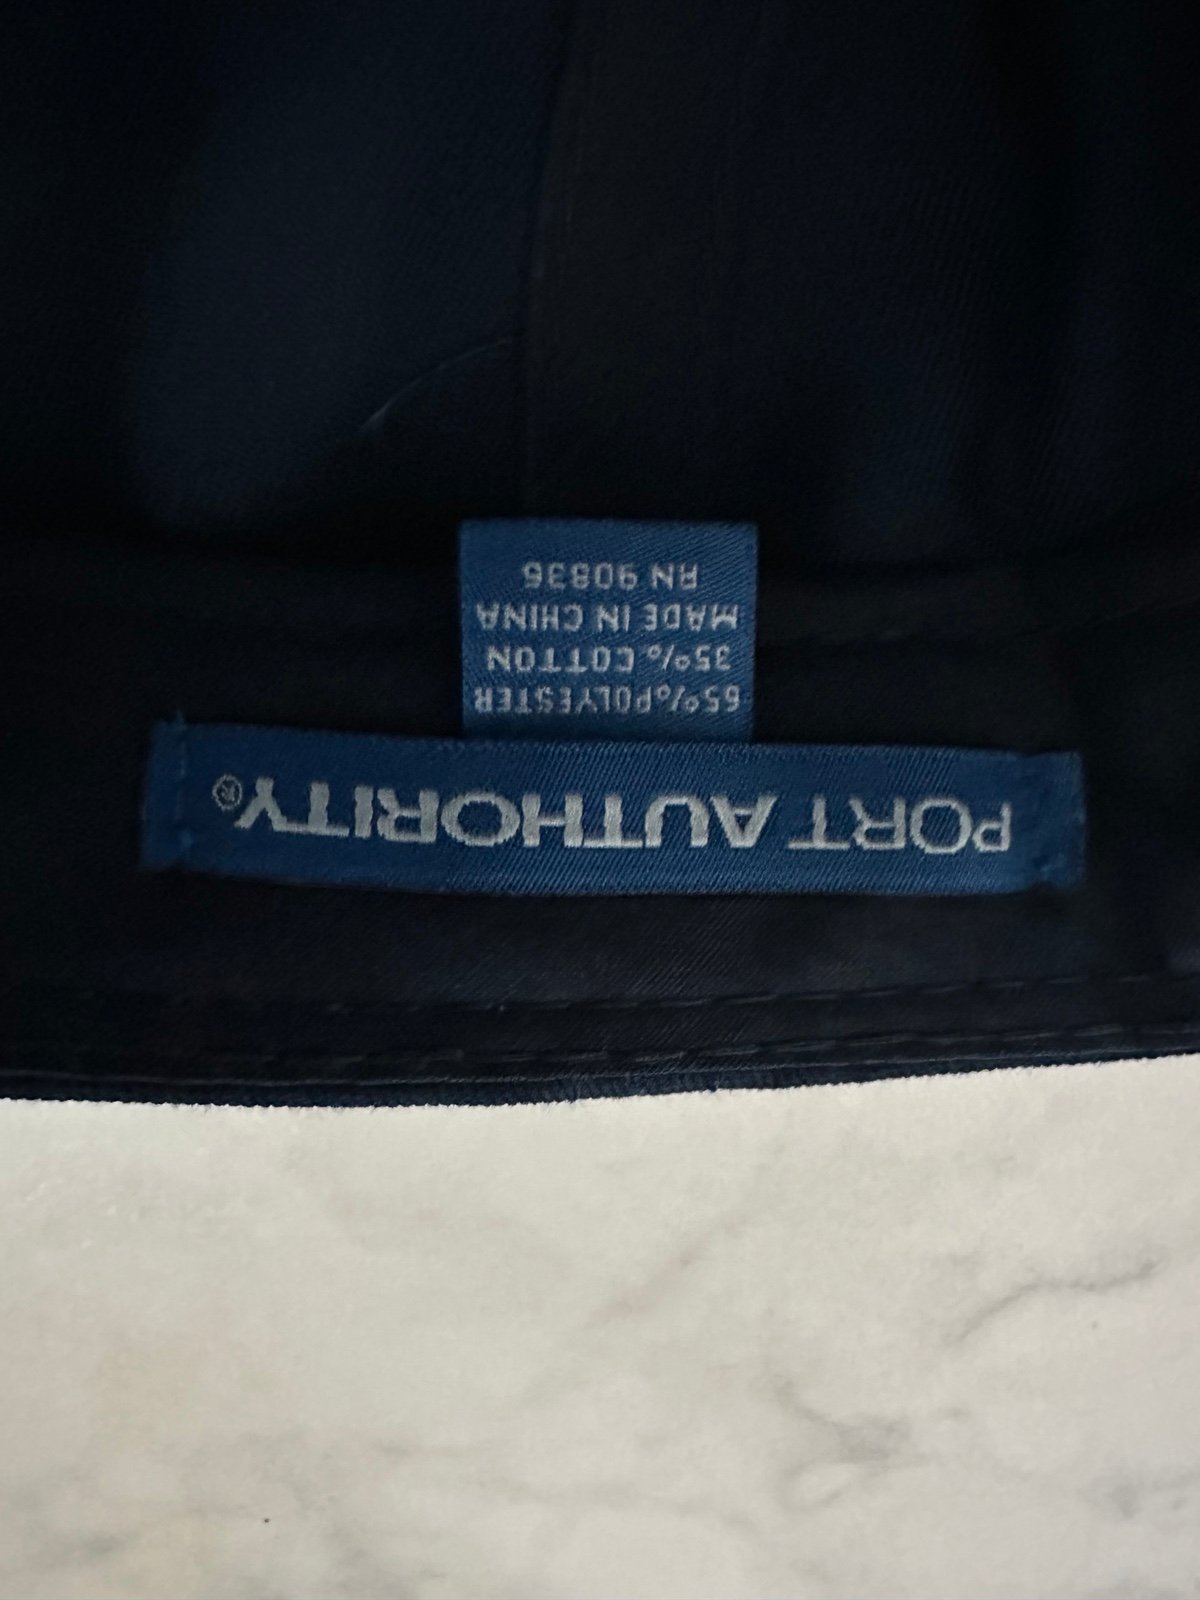 PORT AUTHORITY®
65%POLYESTER
35% COTTON
MADE IN CHINA
RN 90836